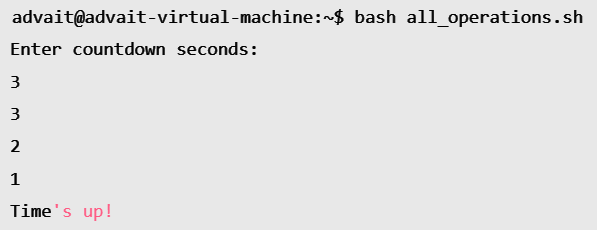 advait@advait-virtual-machine:~$ bash all_operations.sh
Enter countdown seconds:
3
3
2
1
Time's up!